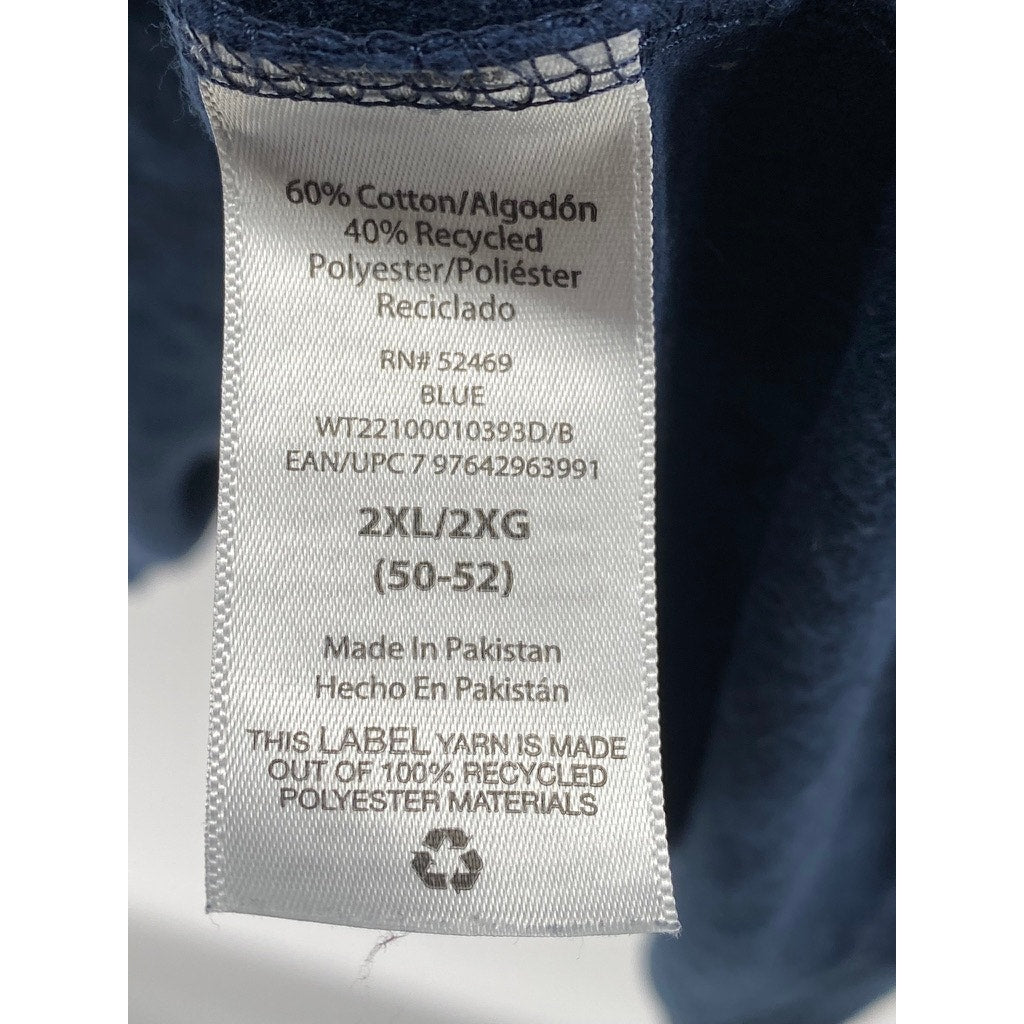 60% Cotton/Algodón
40% Recycled
Polyester/Poliéster
Reciclado
RN# 52469
BLUE
WT22100010393D/B
EAN/UPC 7 97642963991
2XL/2XG
(50-52)
Made In Pakistan
Hecho En Pakistán
THIS LABEL YARN IS MADE
OUT OF 100% RECYCLED
POLYESTER MATERIALS